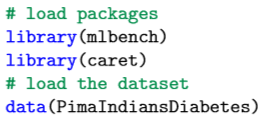 # load packages
library(mlbench)
library(caret)
# load the dataset
data(PimaIndiansDiabetes)